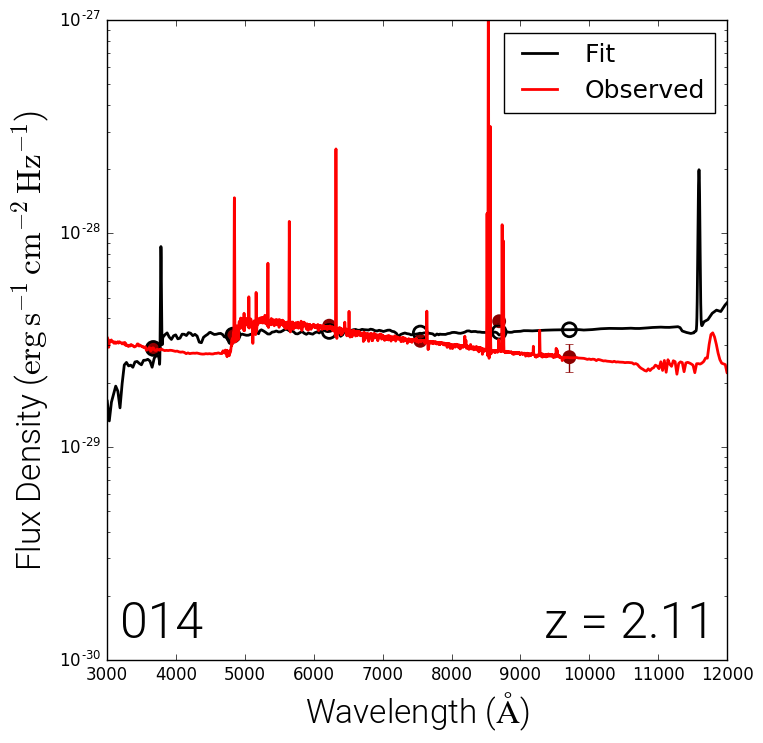 10^-27
Fit
Observed
10^-28
Flux Density (erg s^-1 cm^-2 Hz^-1)
10^-29
014
z = 2.11
10^-30
3000 4000 5000 6000 7000 8000 9000 10000 11000 12000
Wavelength (Å)